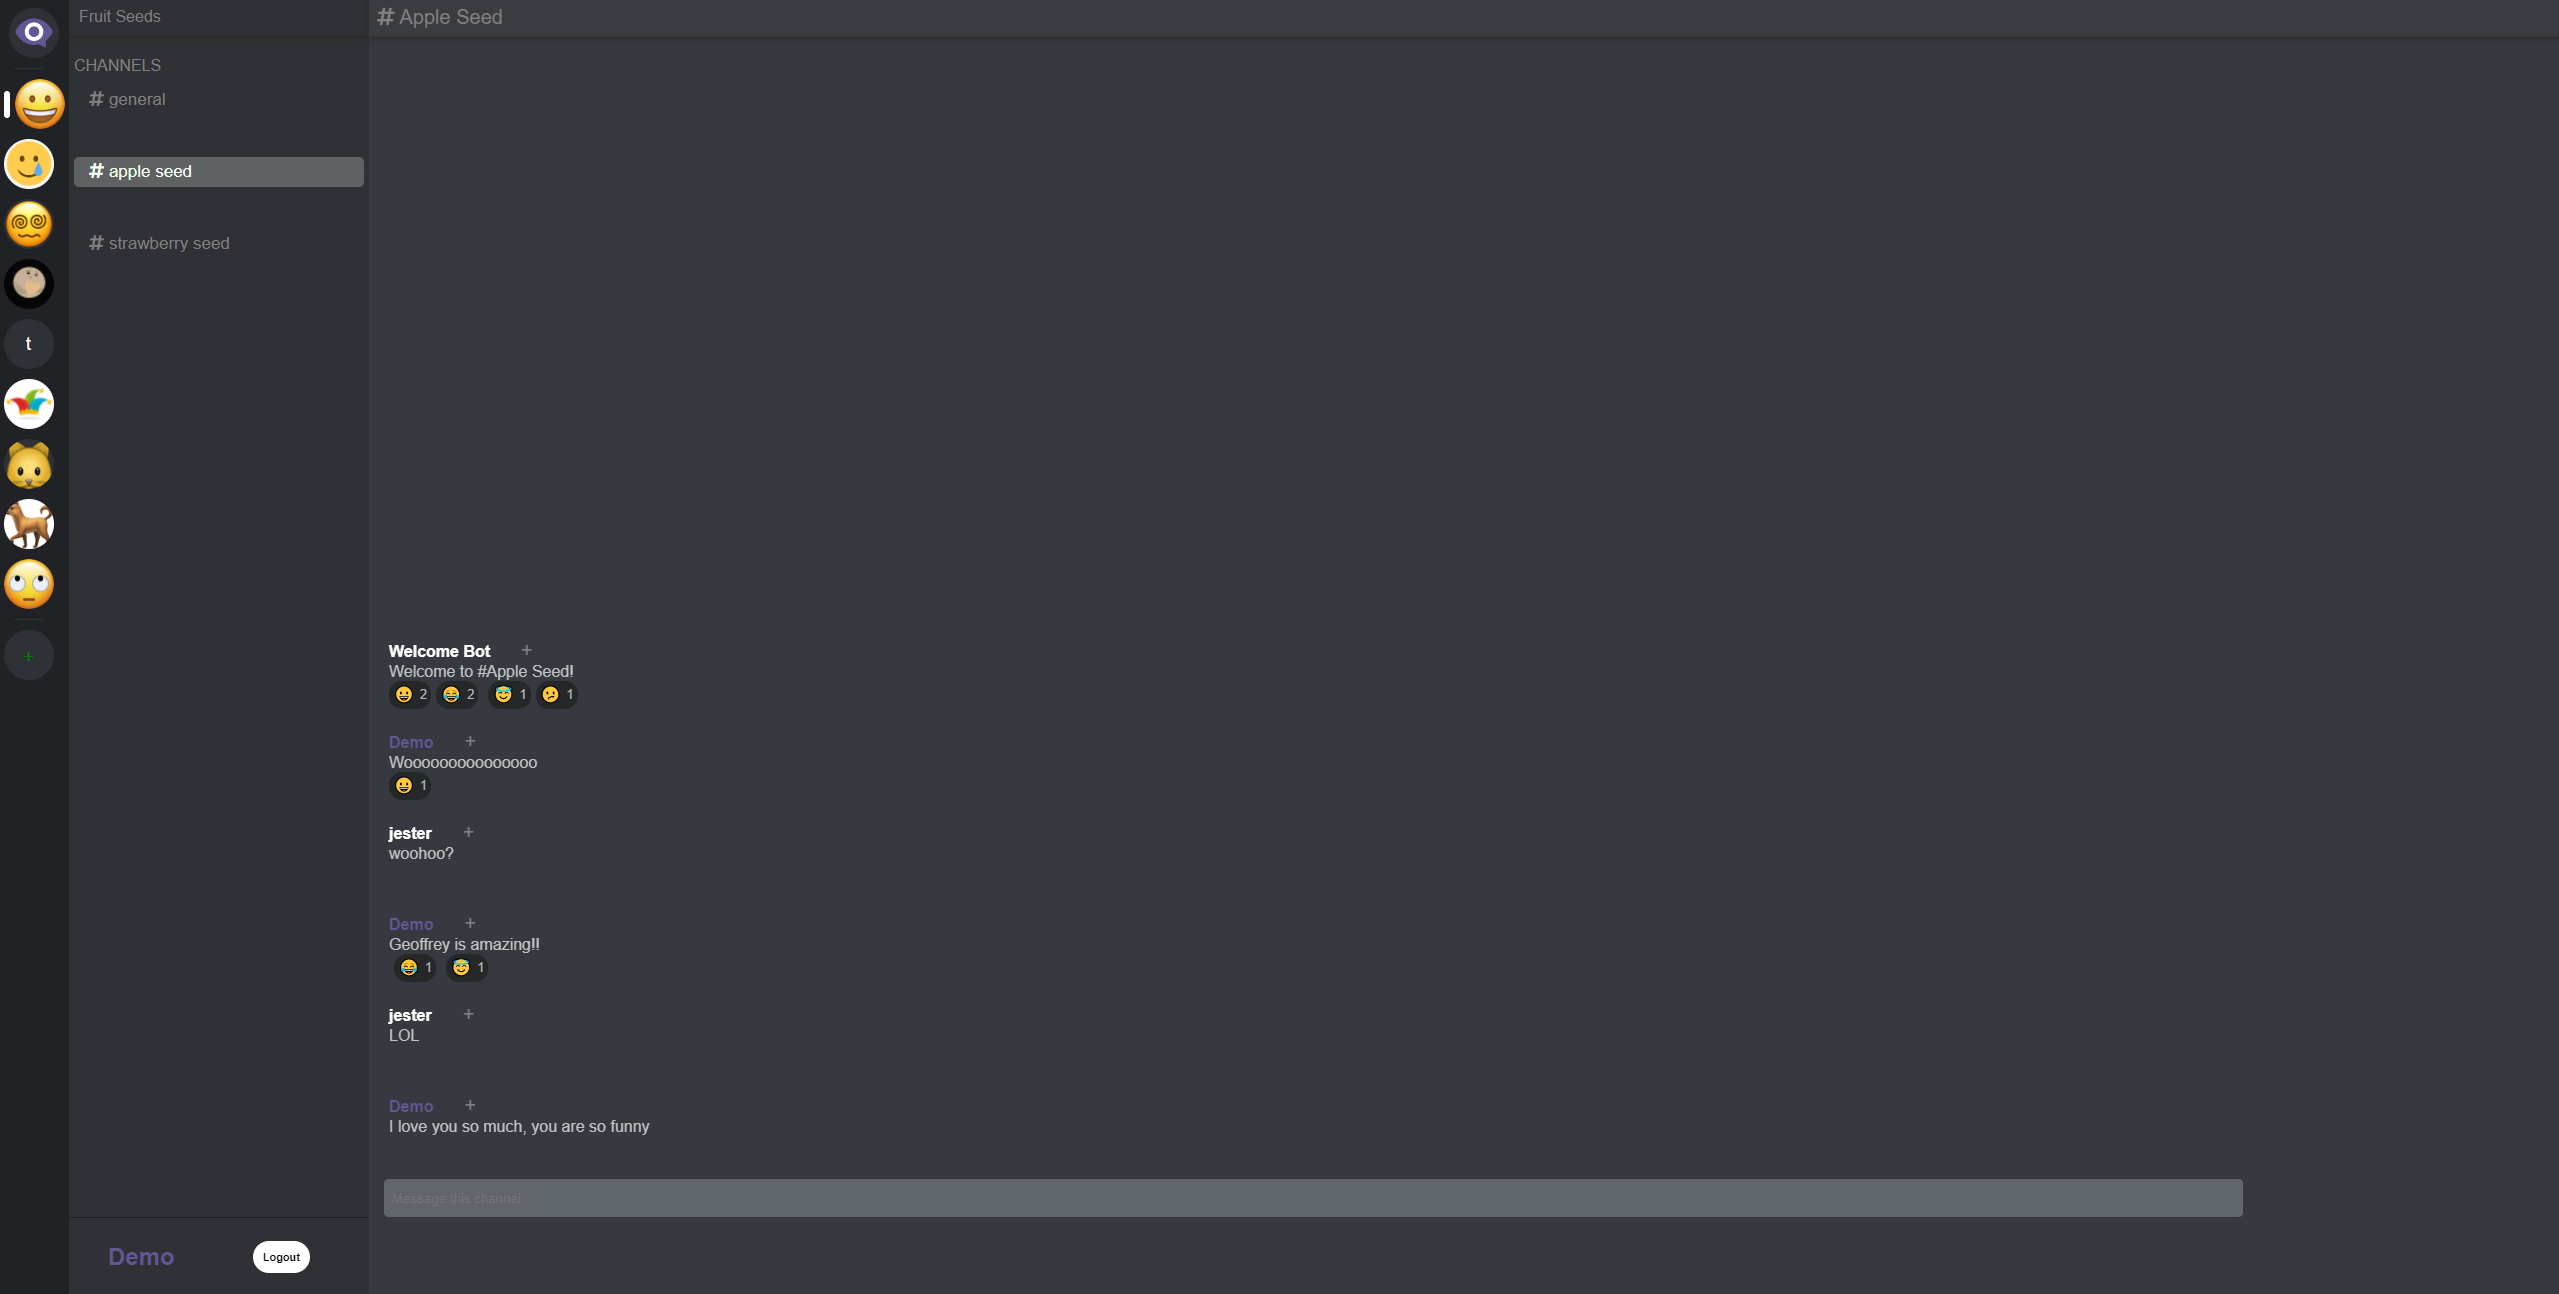 Fruit Seeds
# Apple Seed
CHANNELS
# general
# apple seed
# strawberry seed
t
+
Welcome Bot +
Welcome to #Apple Seed!
2 2 1 1
Demo +
Wooooooooooooooo
1
jester +
woohoo?
Demo +
Geoffrey is amazing!!
1 1
jester +
LOL
Demo +
I love you so much, you are so funny
Message this channel
Demo
Logout